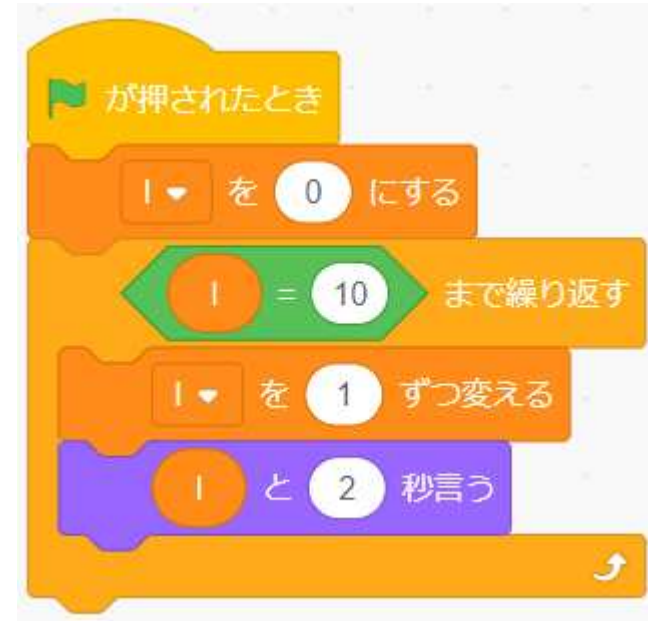 が押されたとき
I を 0 にする
I = 10 まで繰り返す
I を 1 ずつ変える
I と 2 秒言う